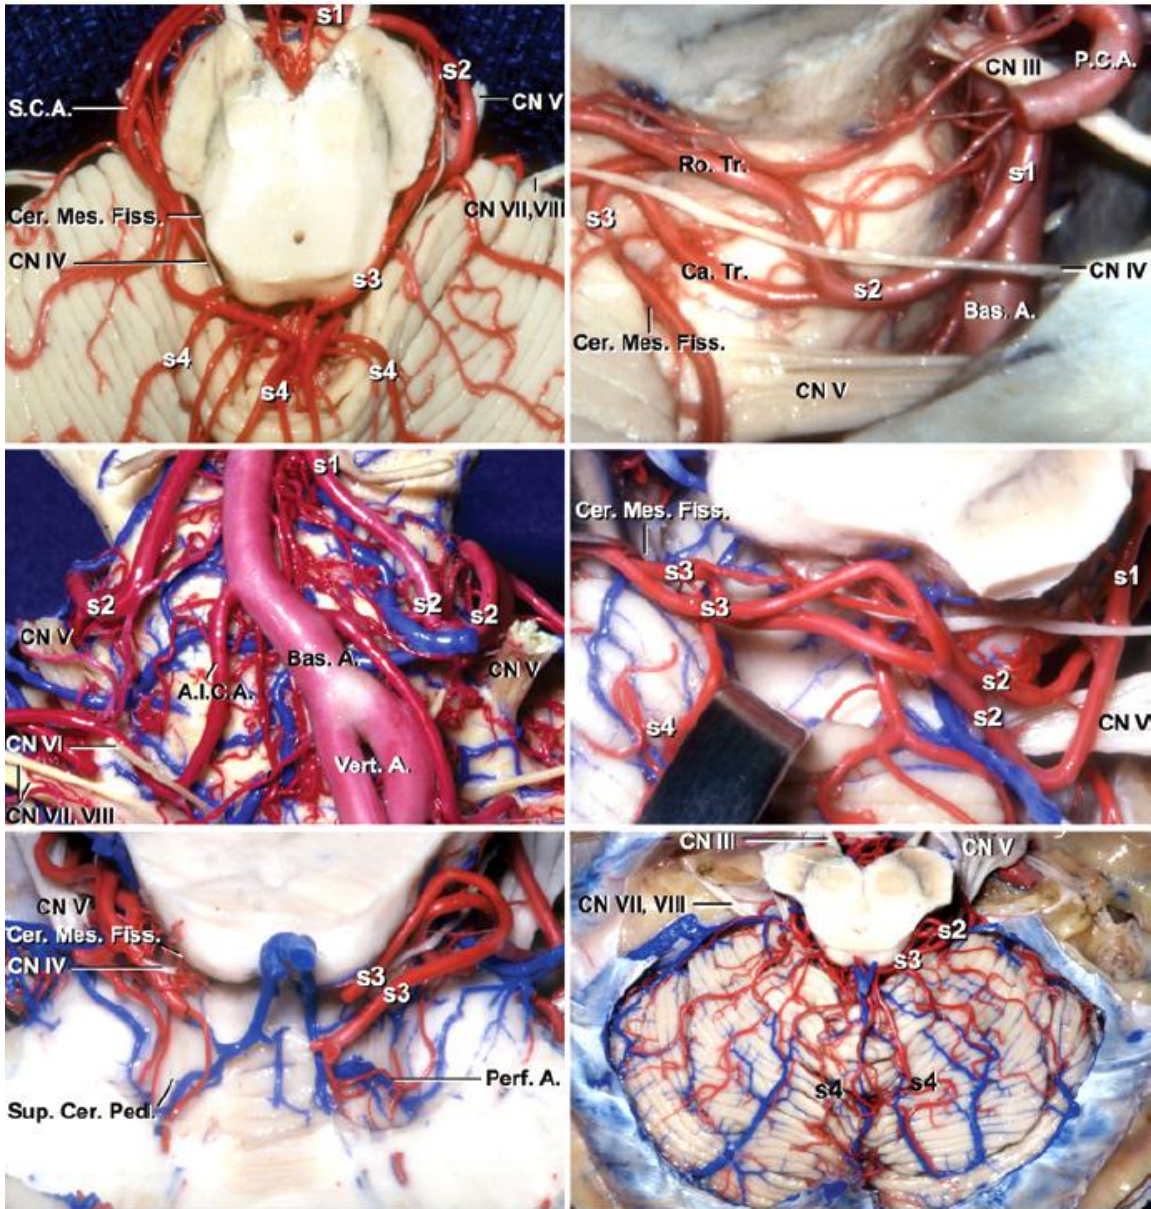 s1
s2
S.C.A.
CN V
Cer. Mes. Fiss.
CN VII,VIII
CN IV
s3
s4
s4
s4
CN III
P.C.A.
Ro. Tr.
s1
s3
Ca. Tr.
s2
CN IV
Bas. A.
Cer. Mes. Fiss.
CN V
s1
s2
s2
s2
CN V
Bas. A.
CN V
A.I.C.A.
CN VI
Vert. A.
CN VII, VIII
Cer. Mes. Fiss.
s3
s3
s1
s2
s2
s4
CN V
CN V
Cer. Mes. Fiss.
CN IV
s3
s3
Perf. A.
Sup. Cer. Ped.
CN III
CN V
CN VII, VIII
s2
s3
s4
s4